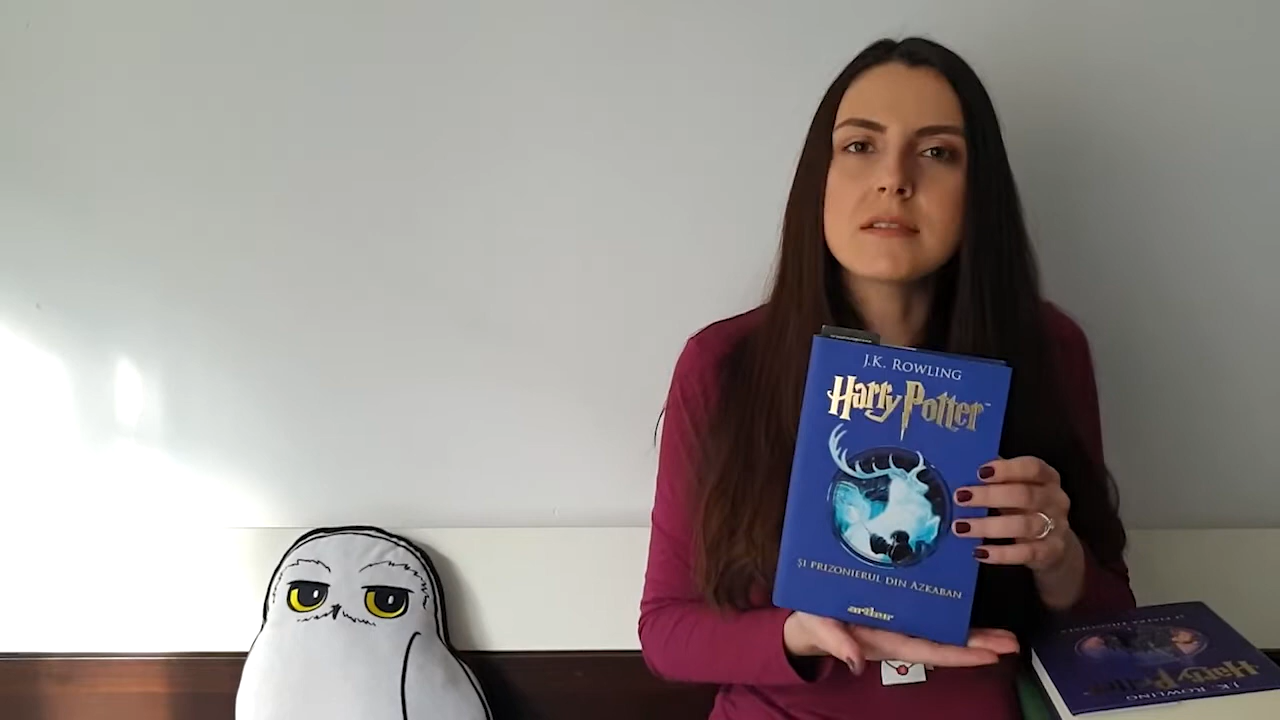 J.K. ROWLING
Harry Potter
ȘI PRIZONIERUL DIN AZKABAN
arthur
J.K. ROWLING
Harry Potter